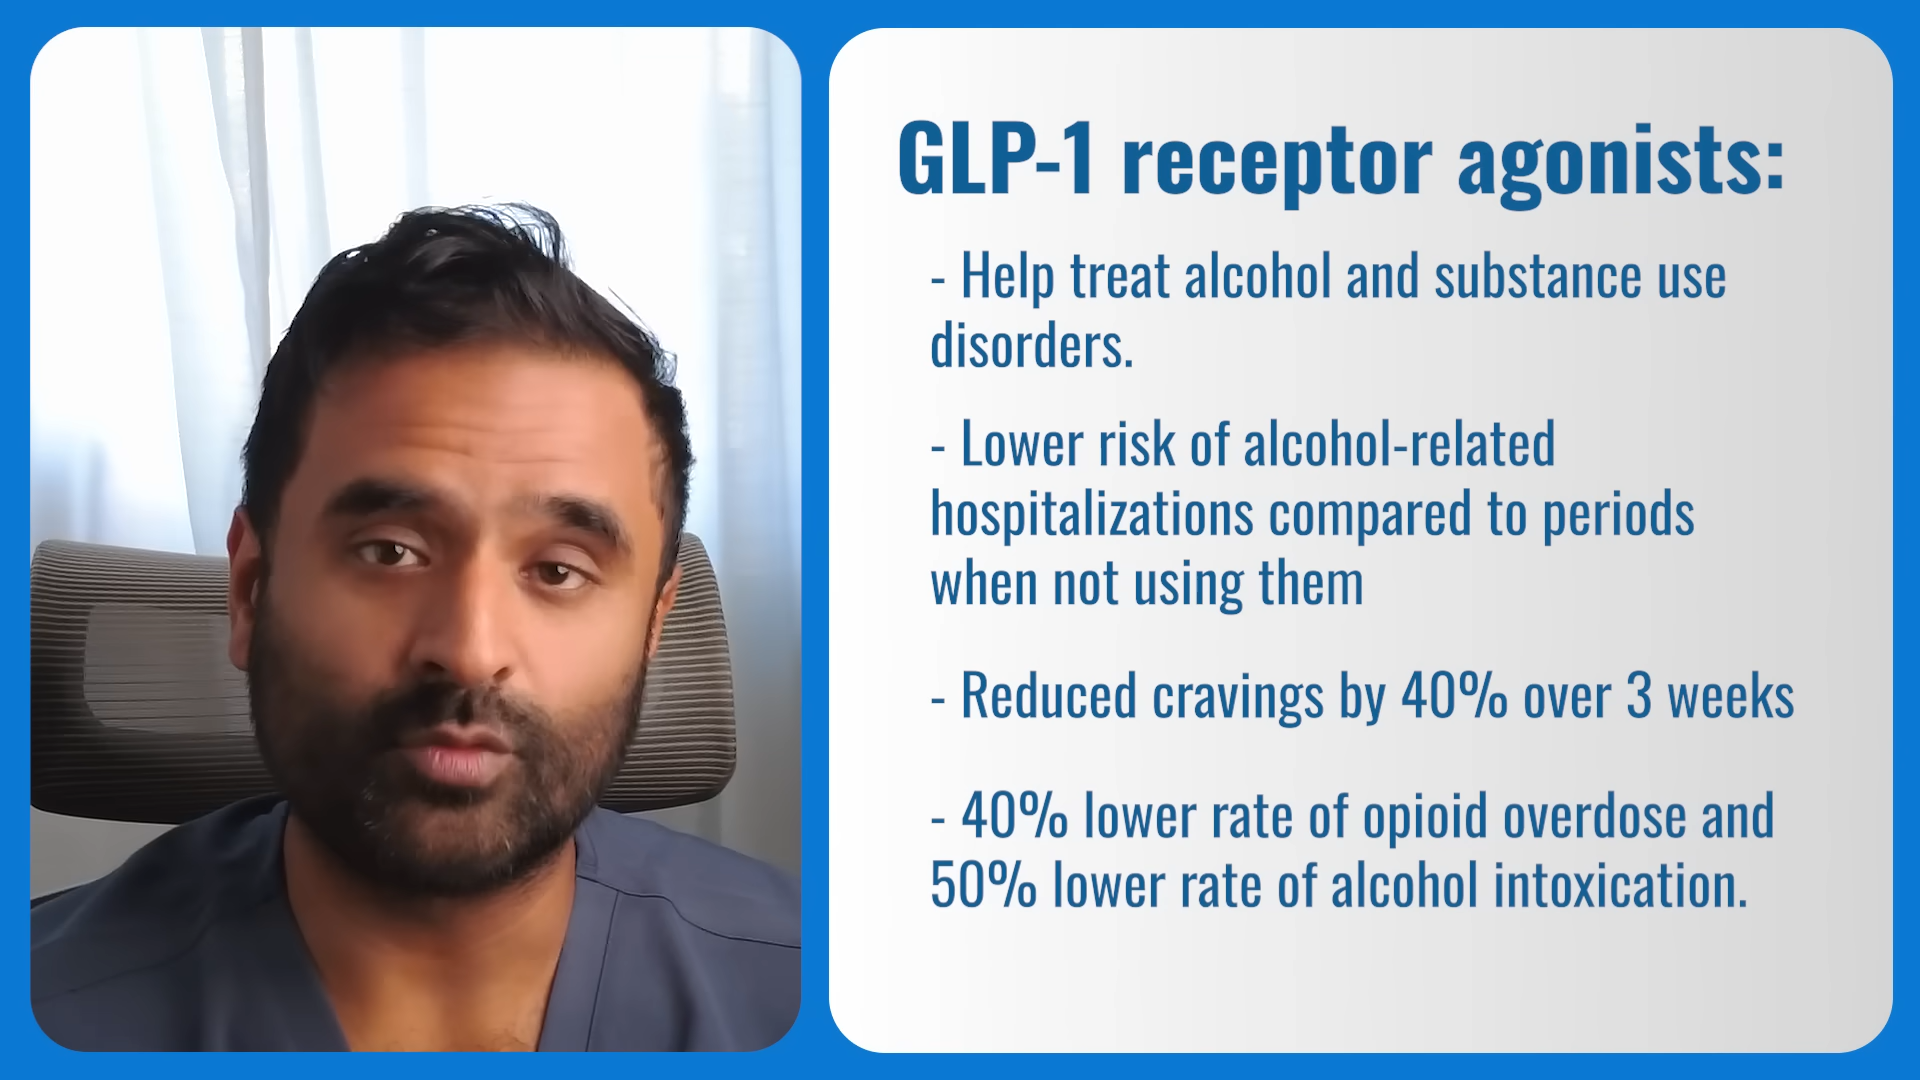 GLP-1 receptor agonists:
- Help treat alcohol and substance use
disorders.
- Lower risk of alcohol-related
hospitalizations compared to periods
when not using them
- Reduced cravings by 40% over 3 weeks
- 40% lower rate of opioid overdose and
50% lower rate of alcohol intoxication.